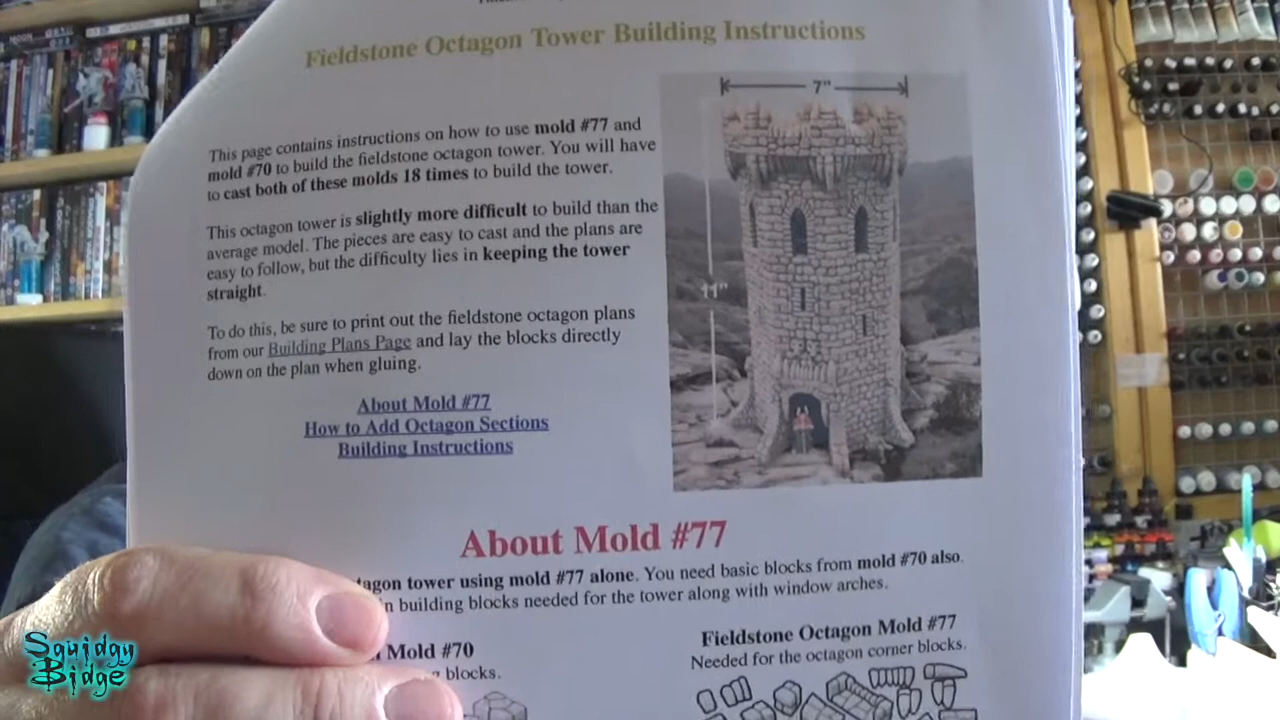 Fieldstone Octagon Tower Building Instructions
7"
This page contains instructions on how to use mold #77 and
mold #70 to build the fieldstone octagon tower. You will have
to cast both of these molds 18 times to build the tower.
This octagon tower is slightly more difficult to build than the
average model. The pieces are easy to cast and the plans are
easy to follow, but the difficulty lies in keeping the tower
straight.
11"
To do this, be sure to print out the fieldstone octagon plans
from our Building Plans Page and lay the blocks directly
down on the plan when gluing.
About Mold #77
How to Add Octagon Sections
Building Instructions
About Mold #77
tagon tower using mold #77 alone. You need basic blocks from mold #70 also.
n building blocks needed for the tower along with window arches.
Mold #70
blocks.
Fieldstone Octagon Mold #77
Needed for the octagon corner blocks.
Squidgy
Bidge